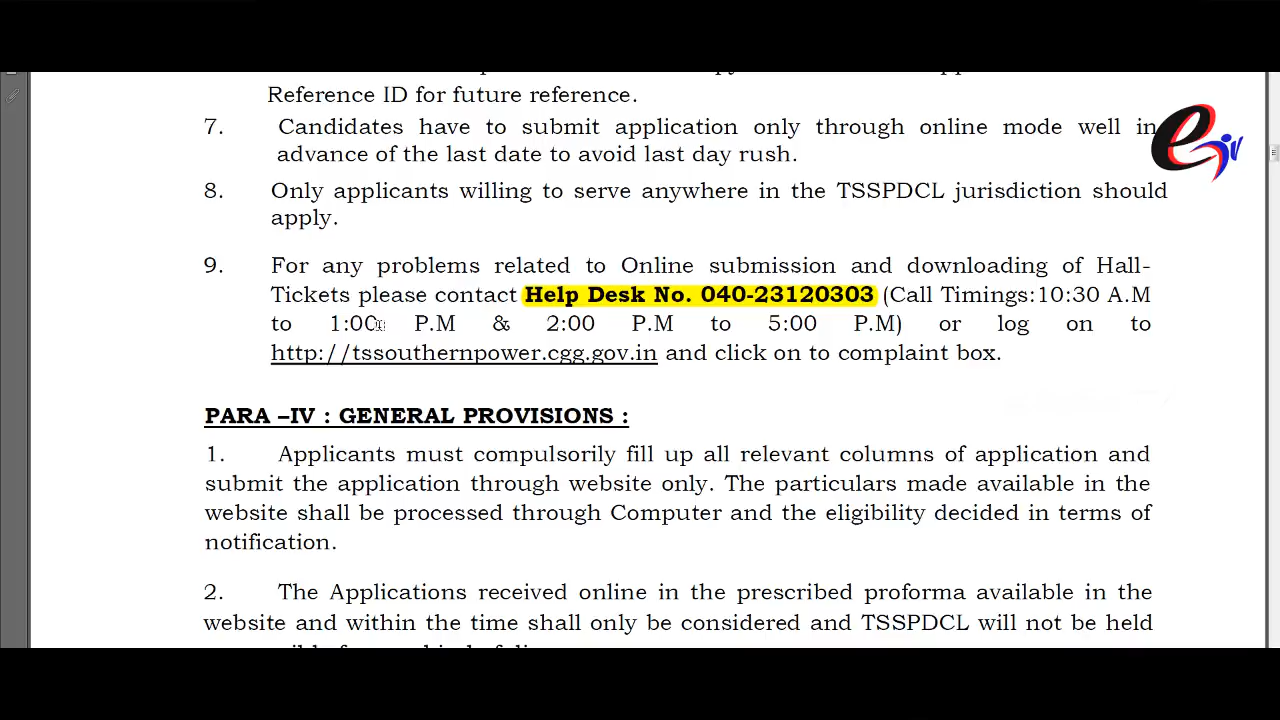 Reference ID for future reference.
7. Candidates have to submit application only through online mode well in
advance of the last date to avoid last day rush.
8. Only applicants willing to serve anywhere in the TSSPDCL jurisdiction should
apply.
9. For any problems related to Online submission and downloading of Hall-
Tickets please contact Help Desk No. 040-23120303 (Call Timings:10:30 A.M
to 1:00 P.M & 2:00 P.M to 5:00 P.M) or log on to
http://tssouthernpower.cgg.gov.in and click on to complaint box.
PARA –IV : GENERAL PROVISIONS :
1. Applicants must compulsorily fill up all relevant columns of application and
submit the application through website only. The particulars made available in the
website shall be processed through Computer and the eligibility decided in terms of
notification.
2. The Applications received online in the prescribed proforma available in the
website and within the time shall only be considered and TSSPDCL will not be held